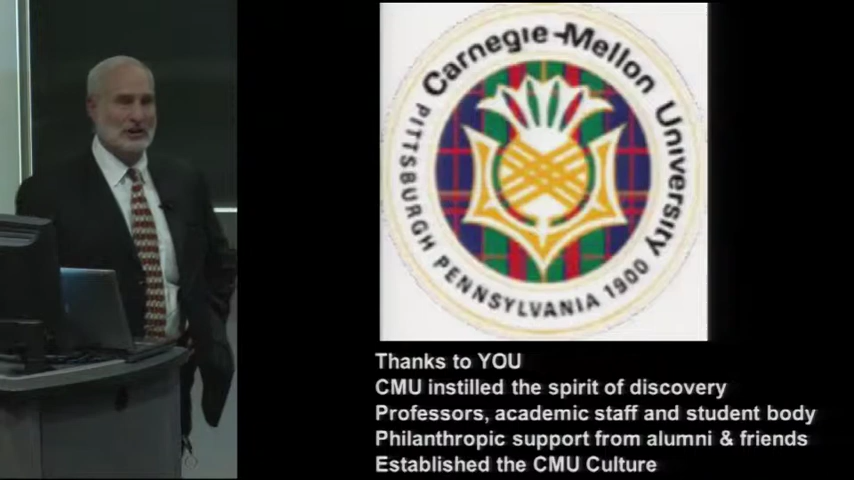 Carnegie-Mellon University
PITTSBURGH PENNSYLVANIA 1900
Thanks to YOU
CMU instilled the spirit of discovery
Professors, academic staff and student body
Philanthropic support from alumni & friends
Established the CMU Culture